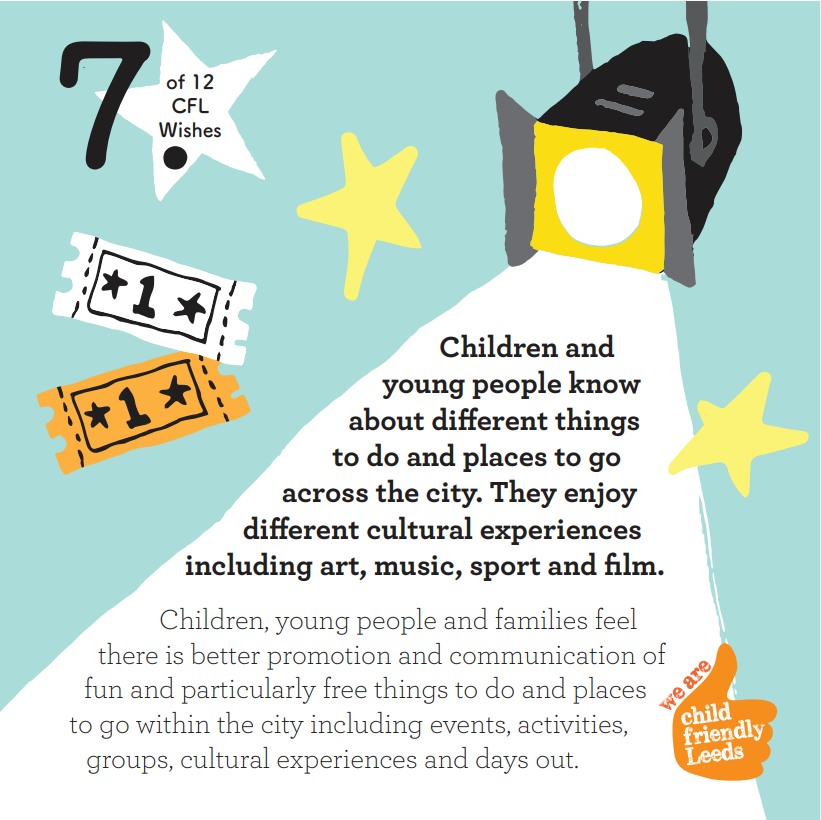 7
of 12
CFL
Wishes
1
1
Children and
young people know
about different things
to do and places to go
across the city. They enjoy
different cultural experiences
including art, music, sport and film.
Children, young people and families feel
there is better promotion and communication of
fun and particularly free things to do and places
to go within the city including events, activities,
groups, cultural experiences and days out.
we are
child
friendly
Leeds